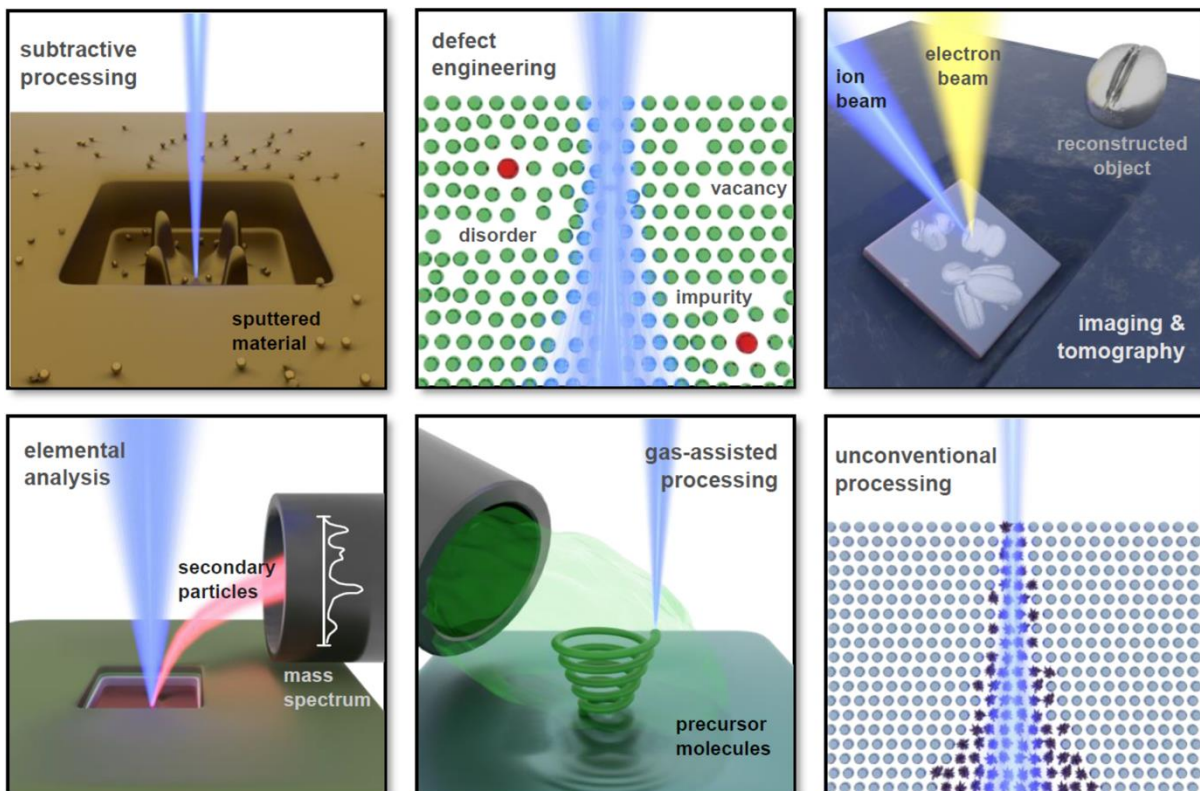 subtractive
processing
sputtered
material
defect
engineering
vacancy
disorder
impurity
electron
beam
ion
beam
reconstructed
object
imaging &
tomography
elemental
analysis
secondary
particles
mass
spectrum
gas-assisted
processing
precursor
molecules
unconventional
processing